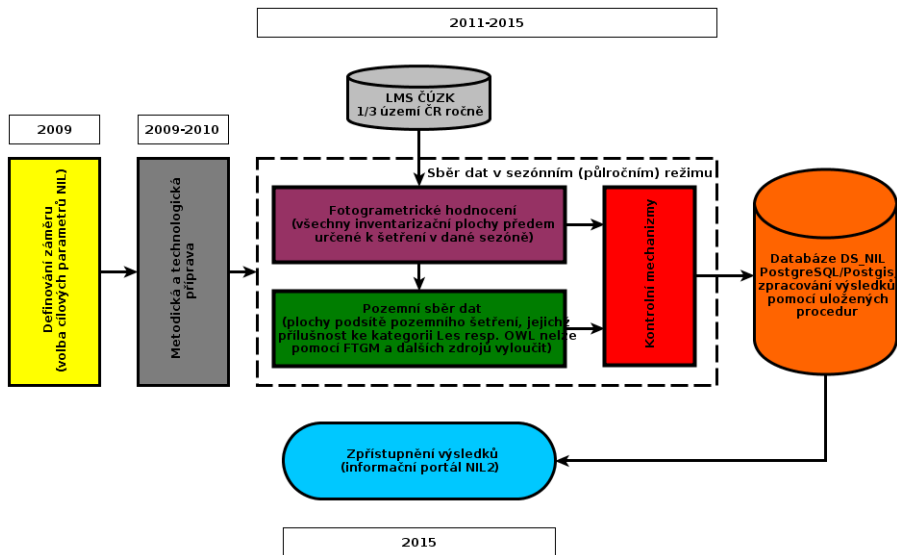 2011-2015
LMS ČÚZK
1/3 území ČR ročně
2009
2009-2010
Definování záměru
(volba cílových parametrů NIL)
Metodická a technologická
příprava
Sběr dat v sezónním (půlročním) režimu
Fotogrametrické hodnocení
(všechny inventarizační plochy předem
určené k šetření v dané sezóně)
Pozemní sběr dat
(plochy podsítě pozemního šetření, jejichž
příslušnost ke kategorii Les resp. OWL nelze
pomocí FTGM a dalších zdrojů vyloučit)
Kontrolní mechanizmy
Databáze DS_NIL
PostgreSQL/Postgis
zpracování výsledků
pomocí uložených
procedur
Zpřístupnění výsledků
(informační portál NIL2)
2015